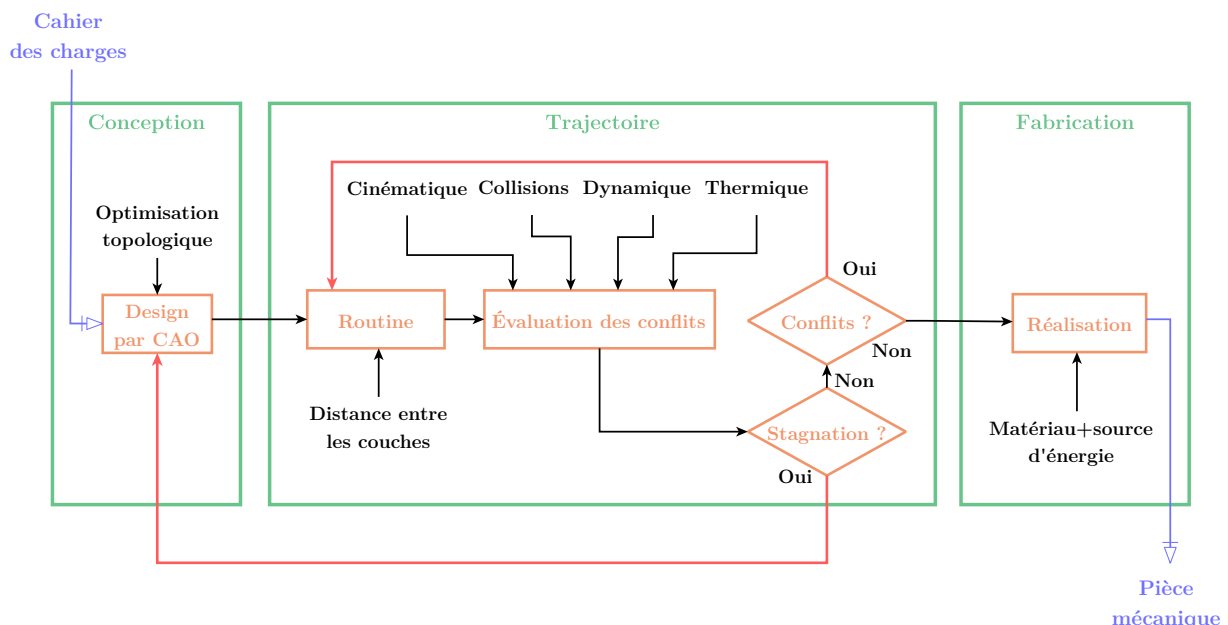 Cahier
des charges
Conception
Trajectoire
Fabrication
Cinématique
Collisions
Dynamique
Thermique
Optimisation
topologique
Oui
Design
par CAO
Routine
Évaluation des conflits
Conflits ?
Réalisation
Non
Non
Distance entre
les couches
Stagnation ?
Matériau+source
d'énergie
Oui
Pièce
mécanique